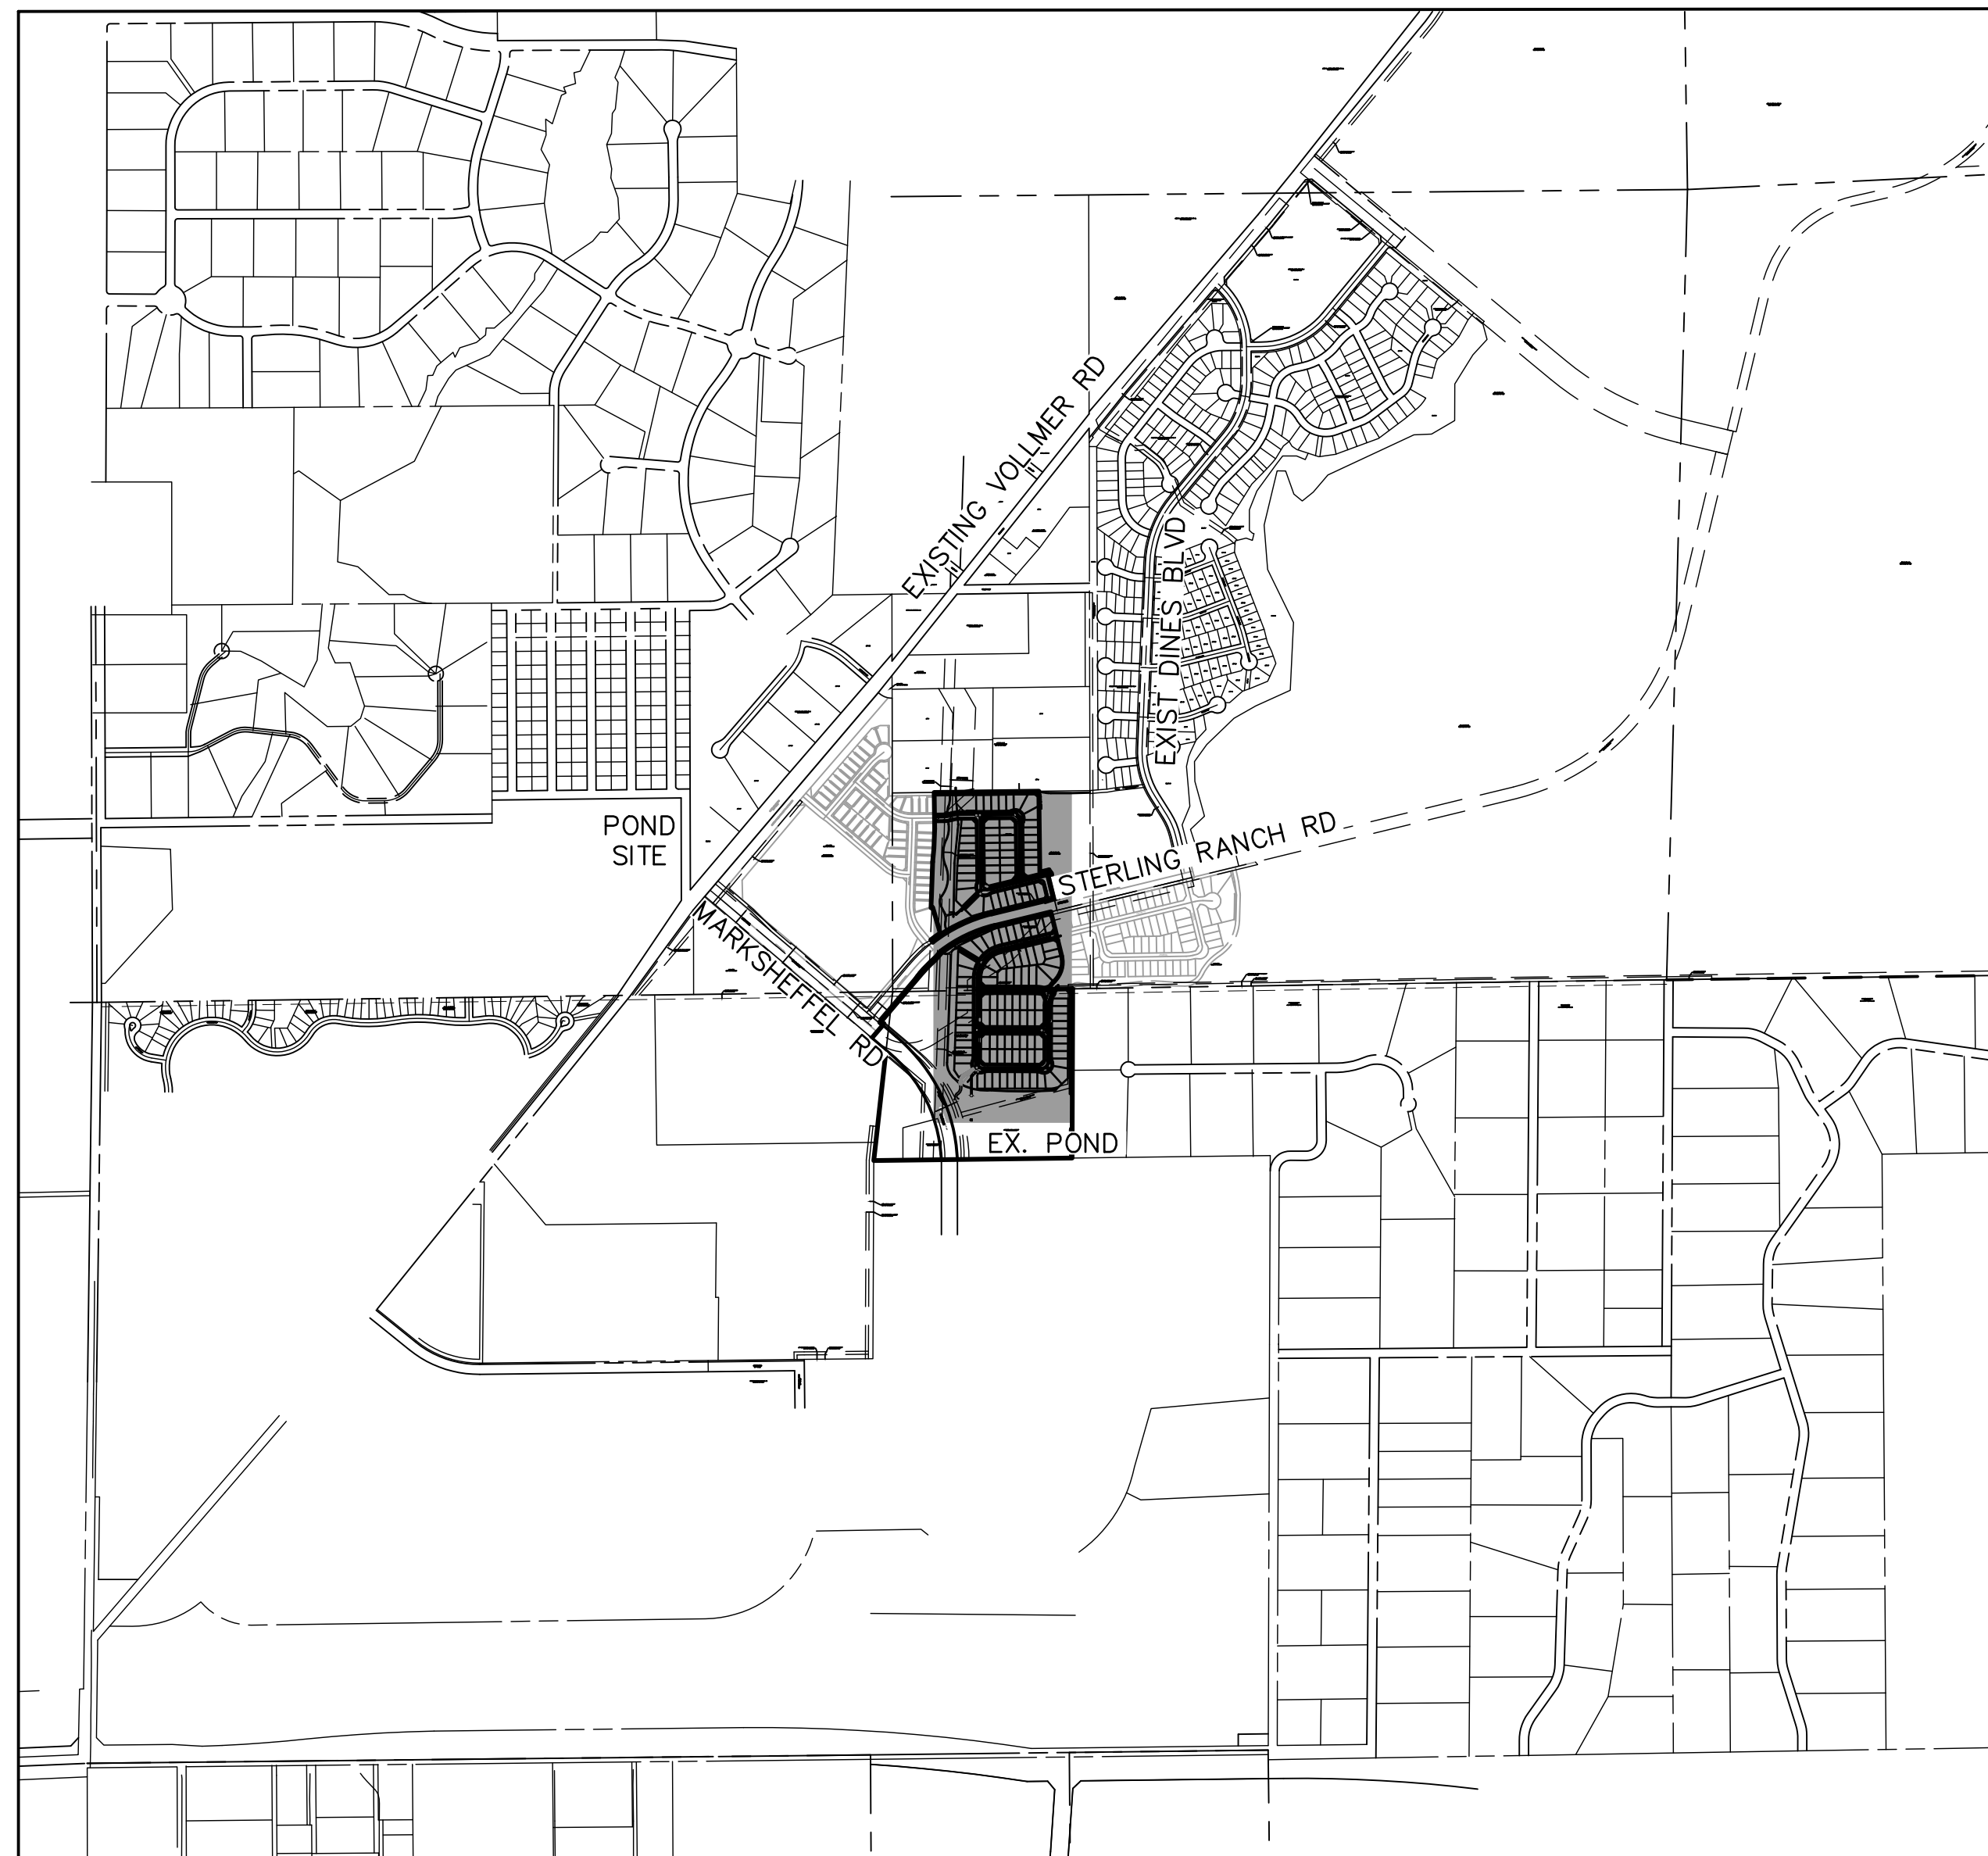 EXISTING VOLLMER RD
EXIST DINES BLVD
POND
SITE
STERLING RANCH RD
MARKSHEFFEL RD
EX. POND